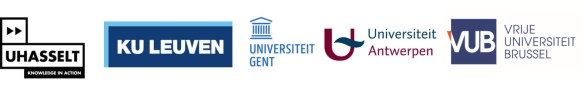 UHASSELT
KNOWLEDGE IN ACTION
KU LEUVEN
UNIVERSITEIT
GENT
Universiteit
Antwerpen
VUB
VRIJE
UNIVERSITEIT
BRUSSEL